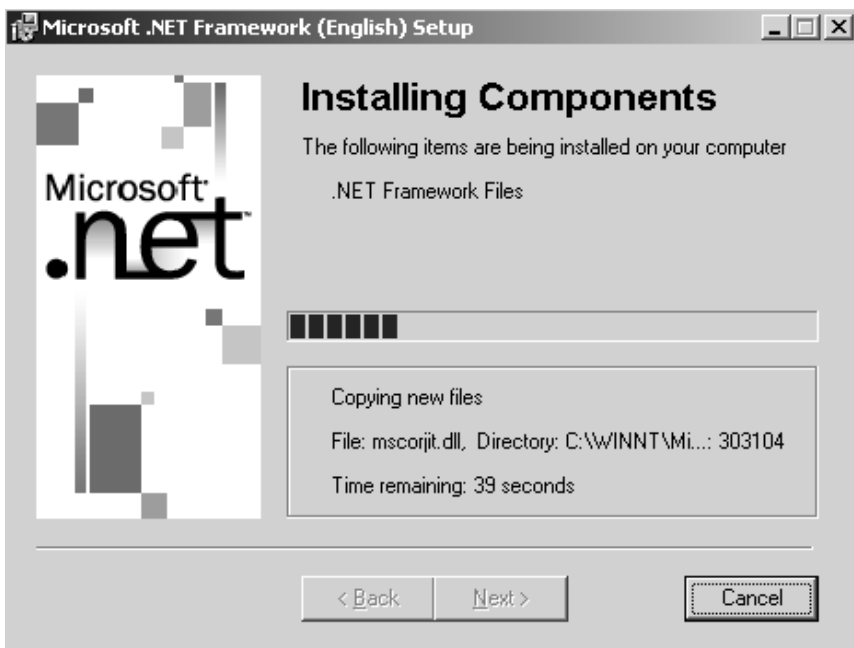 Microsoft .NET Framework (English) Setup
Installing Components
The following items are being installed on your computer
.NET Framework Files
Microsoft
.net
Copying new files
File: mscorjit.dll, Directory: C:\WINNT\Mi...: 303104
Time remaining: 39 seconds
< Back
Next >
Cancel